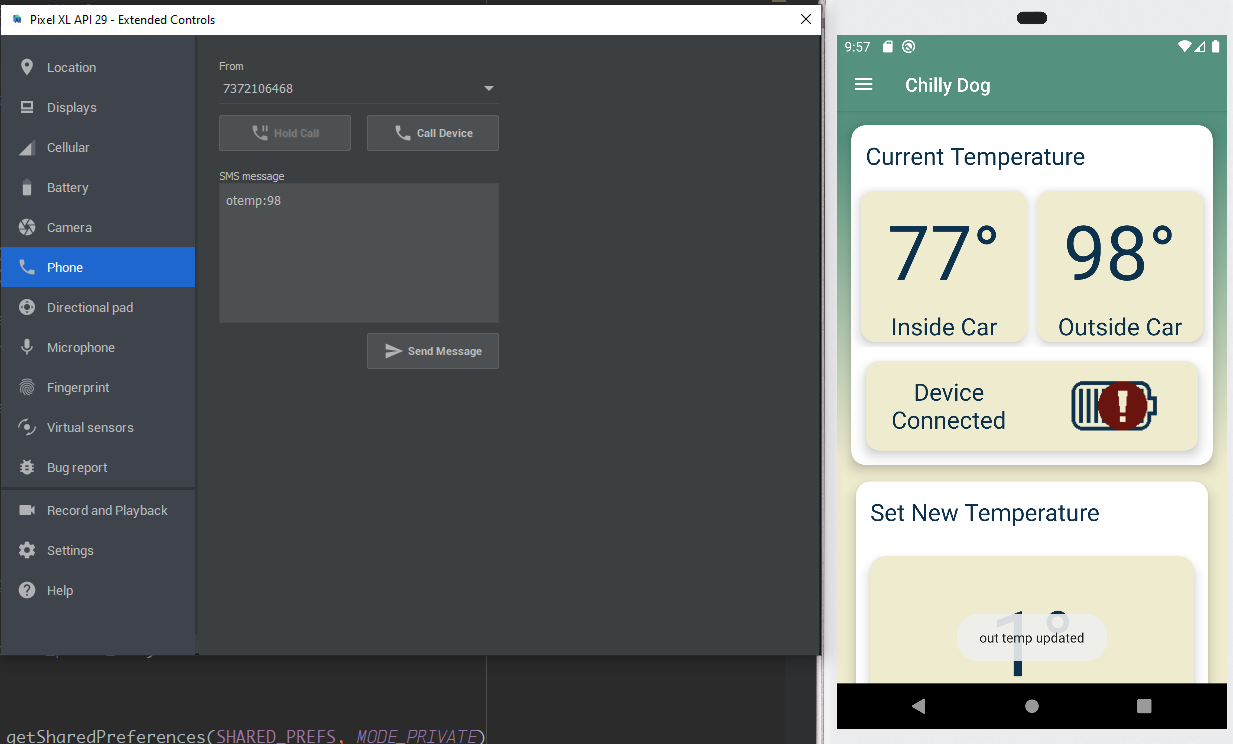 Pixel XL API 29 - Extended Controls
Location
Displays
Cellular
Battery
Camera
Phone
Directional pad
Microphone
Fingerprint
Virtual sensors
Bug report
Record and Playback
Settings
Help
From
7372106468
Hold Call
Call Device
SMS message
otemp:98
Send Message
getSharedPreferences(SHARED_PREFS, MODE_PRIVATE)
9:57
Chilly Dog
Current Temperature
77° 98°
Inside Car Outside Car
Device
Connected
Set New Temperature
1°
out temp updated